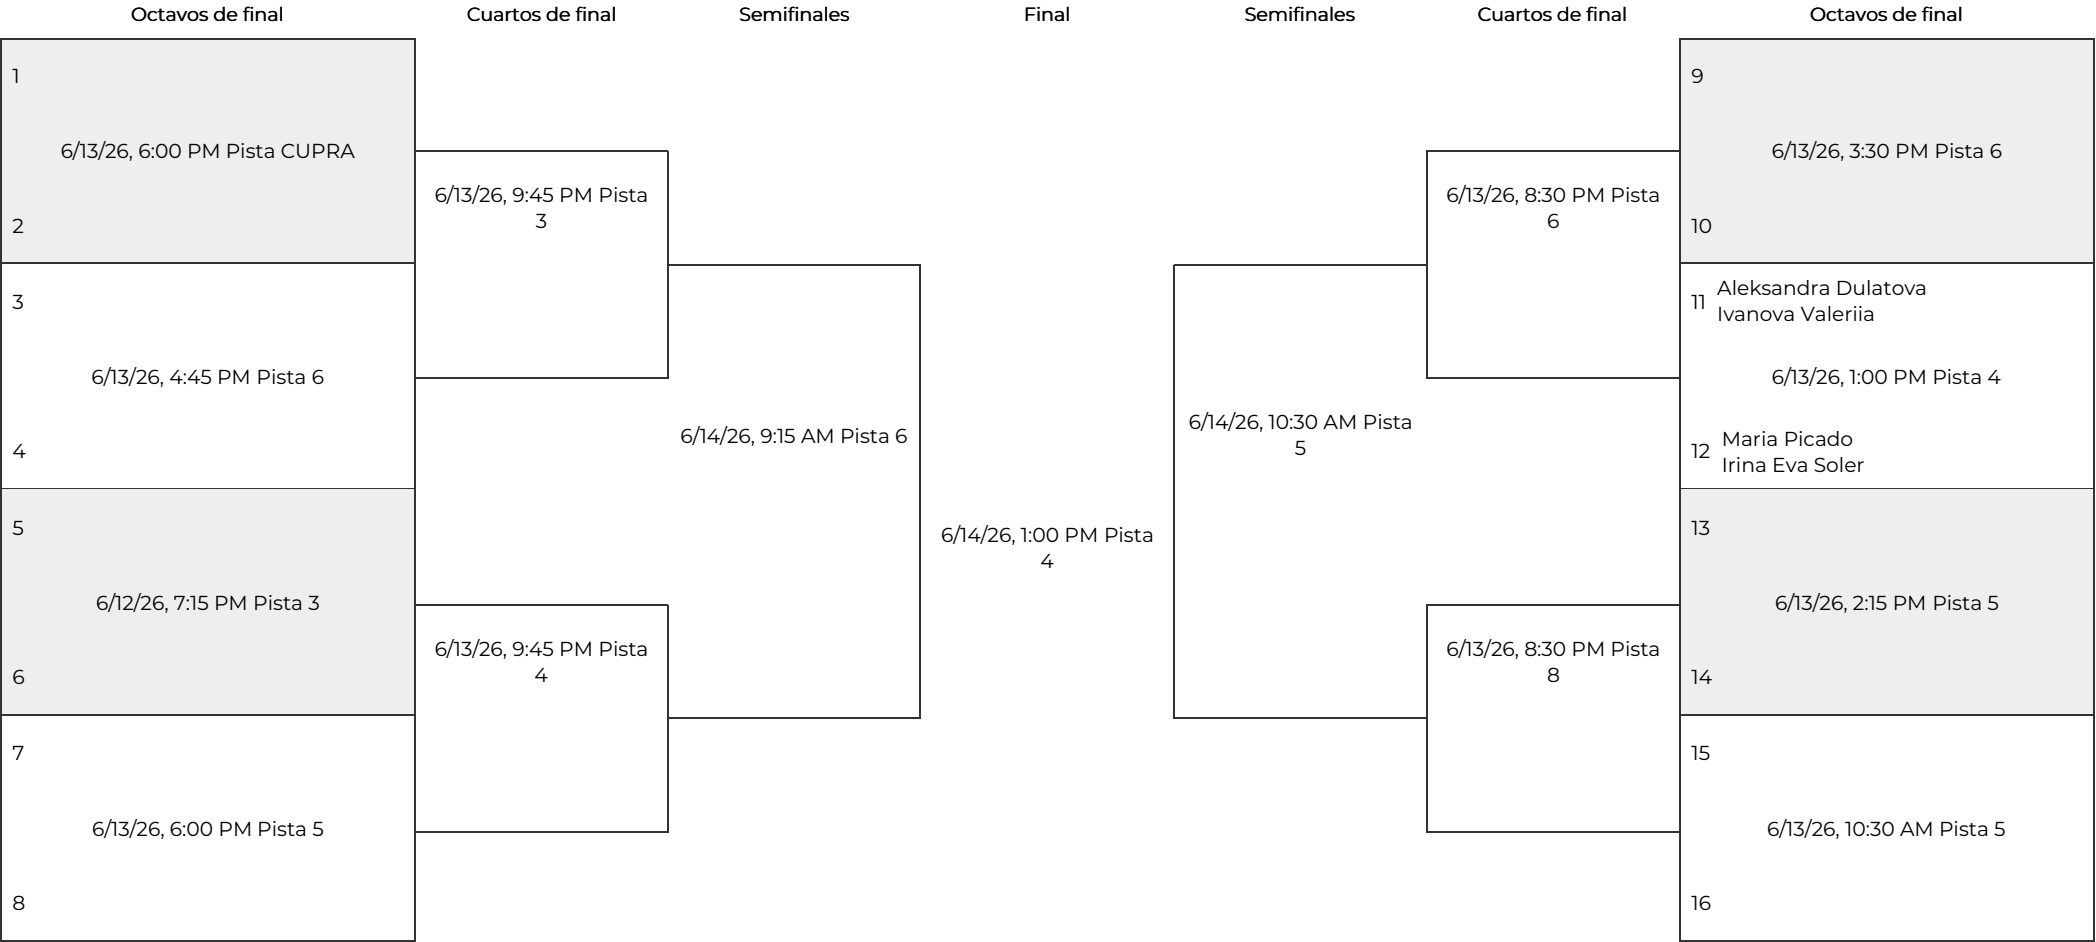 Octavos de final
Cuartos de final
Semifinales
Final
Semifinales
Cuartos de final
Octavos de final
1
6/13/26, 6:00 PM Pista CUPRA
2
3
6/13/26, 4:45 PM Pista 6
4
5
6/12/26, 7:15 PM Pista 3
6
7
6/13/26, 6:00 PM Pista 5
8
6/13/26, 9:45 PM Pista
3
6/13/26, 9:45 PM Pista
4
6/14/26, 9:15 AM Pista 6
6/14/26, 1:00 PM Pista
4
6/14/26, 10:30 AM Pista
5
6/13/26, 8:30 PM Pista
6
6/13/26, 8:30 PM Pista
8
9
6/13/26, 3:30 PM Pista 6
10
11 Aleksandra Dulatova
Ivanova Valeriia
6/13/26, 1:00 PM Pista 4
12 Maria Picado
Irina Eva Soler
13
6/13/26, 2:15 PM Pista 5
14
15
6/13/26, 10:30 AM Pista 5
16